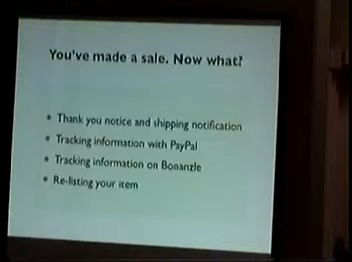 You've made a sale. Now what?
• Thank you notice and shipping notification
• Tracking information with PayPal
• Tracking information on Bonanzle
• Re-listing your item